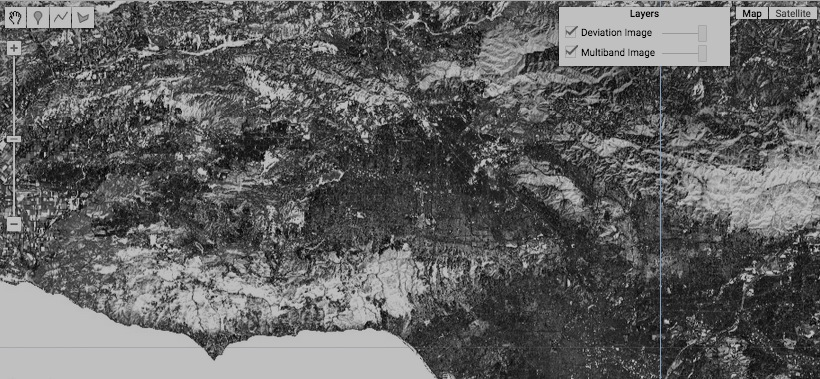 Layers
Map Satellite
Deviation Image
Multiband Image